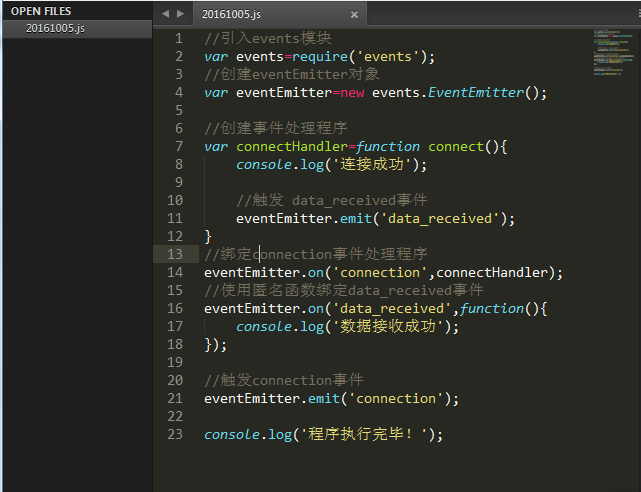 OPEN FILES
20161005.js
20161005.js
1 //引入events模块
2 var events=require('events');
3 //创建eventEmitter对象
4 var eventEmitter=new events.EventEmitter();
5
6 //创建事件处理程序
7 var connectHandler=function connect(){
8 console.log('连接成功');
9
10 //触发 data_received事件
11 eventEmitter.emit('data_received');
12 }
13 //绑定connection事件处理程序
14 eventEmitter.on('connection',connectHandler);
15 //使用匿名函数绑定data_received事件
16 eventEmitter.on('data_received',function(){
17 console.log('数据接收成功');
18 });
19
20 //触发connection事件
21 eventEmitter.emit('connection');
22
23 console.log('程序执行完毕！');